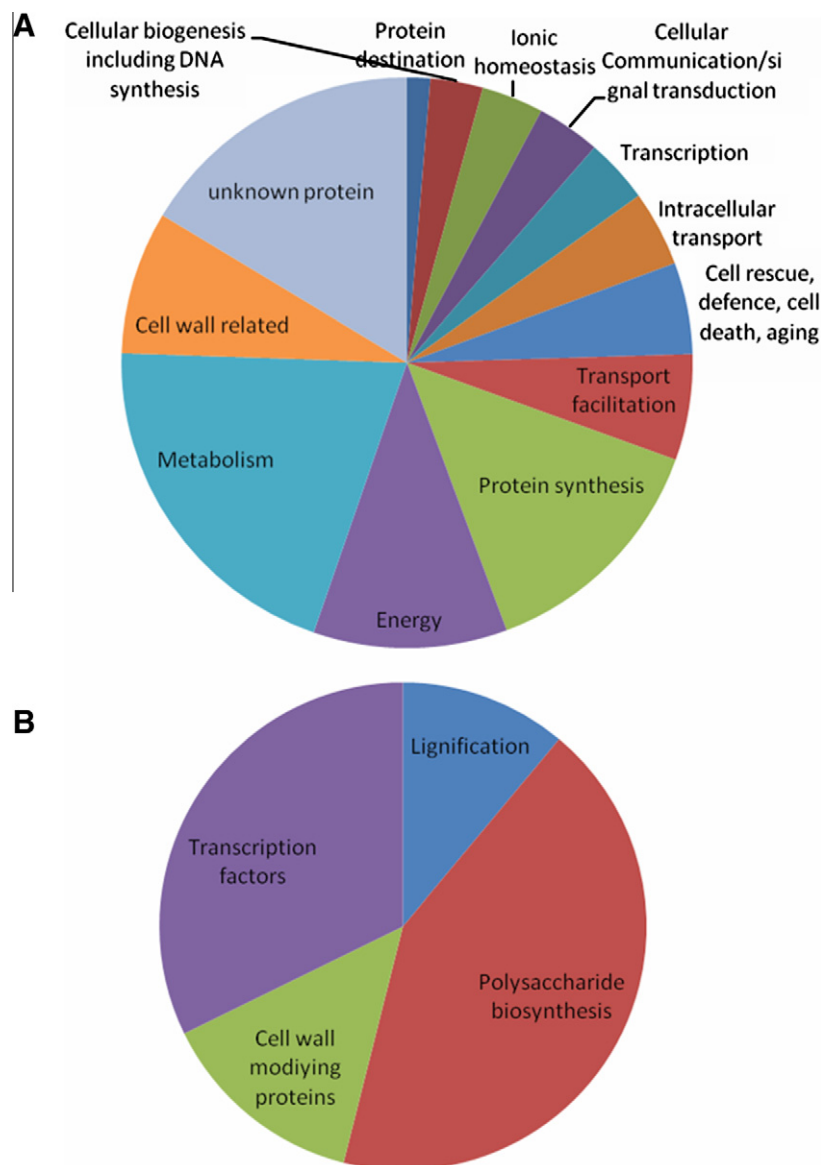 A
Cellular biogenesis
including DNA
synthesis
Protein
destination
Ionic
homeostasis
Cellular
Communication/si
gnal transduction
Transcription
Intracellular
transport
Cell rescue,
defence, cell
death, aging
Transport
facilitation
Protein synthesis
Energy
Metabolism
Cell wall related
unknown protein
B
Lignification
Polysaccharide
biosynthesis
Cell wall
modiying
proteins
Transcription
factors